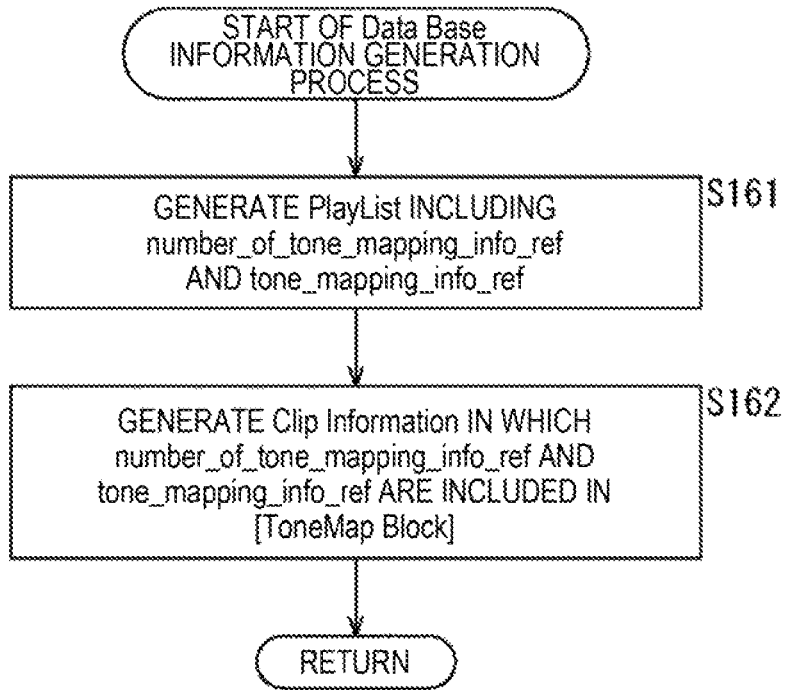 START OF Data Base
INFORMATION GENERATION
PROCESS
GENERATE PlayList INCLUDING
number_of_tone_mapping_info_ref
AND tone_mapping_info_ref
S161
GENERATE Clip Information IN WHICH
number_of_tone_mapping_info_ref AND
tone_mapping_info_ref ARE INCLUDED IN
[ToneMap Block]
S162
RETURN